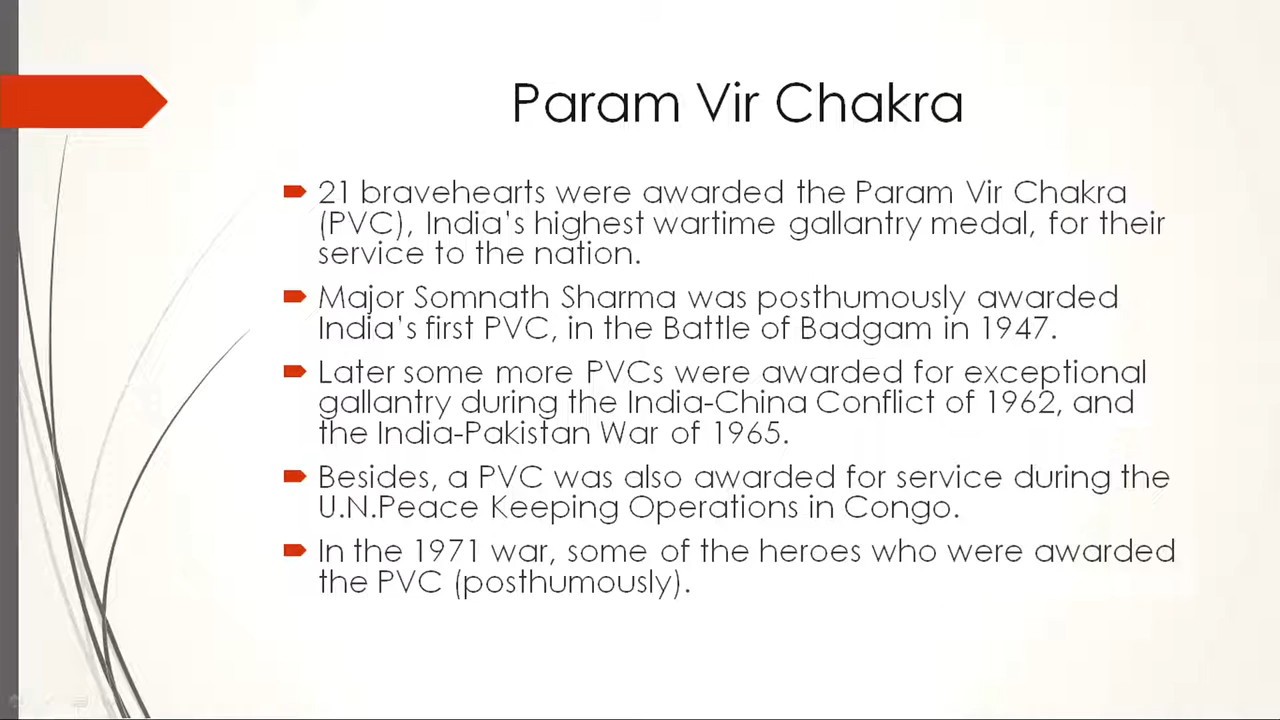 Param Vir Chakra
21 bravehearts were awarded the Param Vir Chakra
(PVC), India's highest wartime gallantry medal, for their
service to the nation.
Major Somnath Sharma was posthumously awarded
India's first PVC, in the Battle of Badgam in 1947.
Later some more PVCs were awarded for exceptional
gallantry during the India-China Conflict of 1962, and
the India-Pakistan War of 1965.
Besides, a PVC was also awarded for service during the
U.N.Peace Keeping Operations in Congo.
In the 1971 war, some of the heroes who were awarded
the PVC (posthumously).